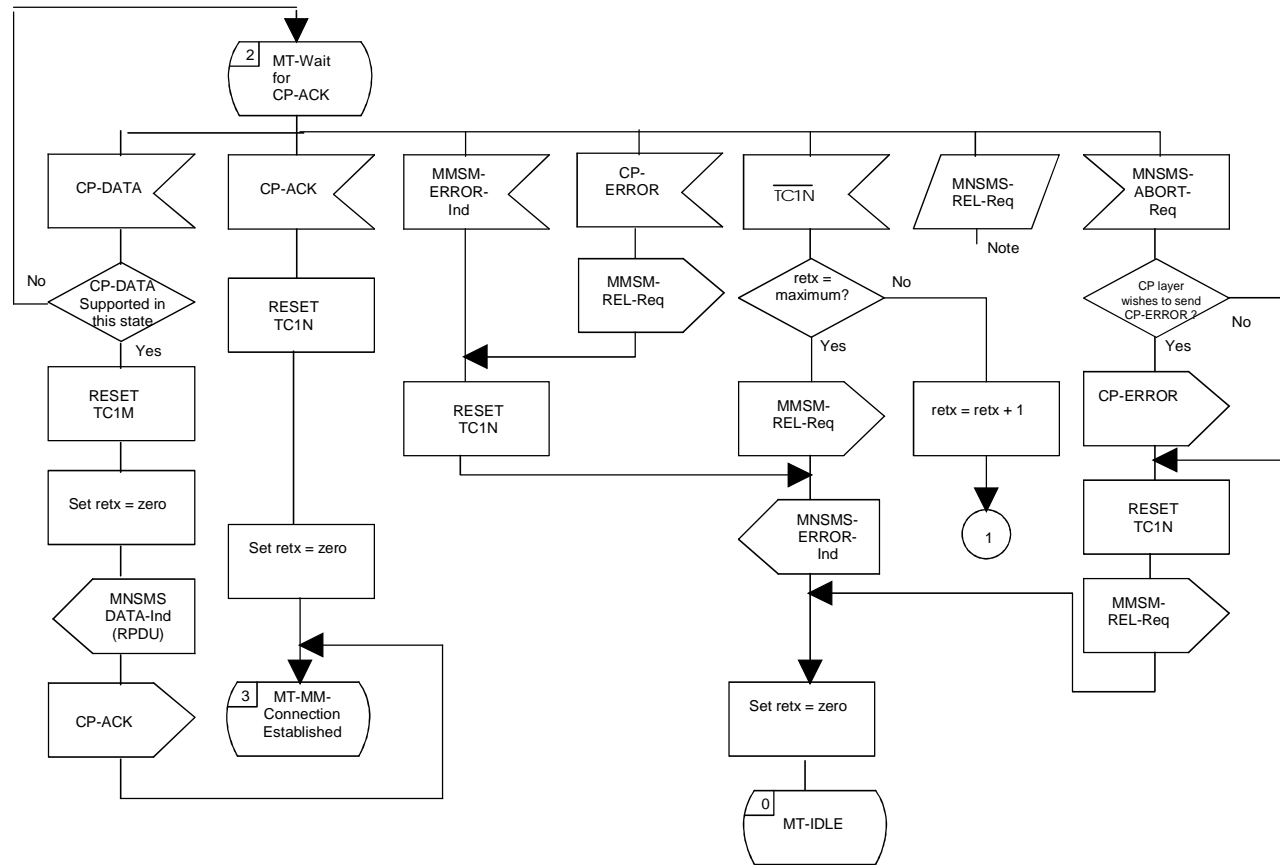 2
MT-Wait
for
CP-ACK
CP-DATA
CP-ACK
MMSM-
ERROR-
Ind
CP-
ERROR
TC1N
MNSMS-
REL-Req
MNSMS-
ABORT-
Req
Note
No
CP-DATA
Supported in
this state
Yes
RESET
TC1N
MMSM-
REL-Req
retx =
maximum?
No
Yes
CP layer
wishes to send
CP-ERROR ?
No
Yes
RESET
TC1M
RESET
TC1N
MMSM-
REL-Req
retx = retx + 1
CP-ERROR
Set retx = zero
Set retx = zero
MNSMS-
ERROR-
Ind
1
RESET
TC1N
MNSMS
DATA-Ind
(RPDU)
MMSM-
REL-Req
CP-ACK
3
MT-MM-
Connection
Established
Set retx = zero
0
MT-IDLE